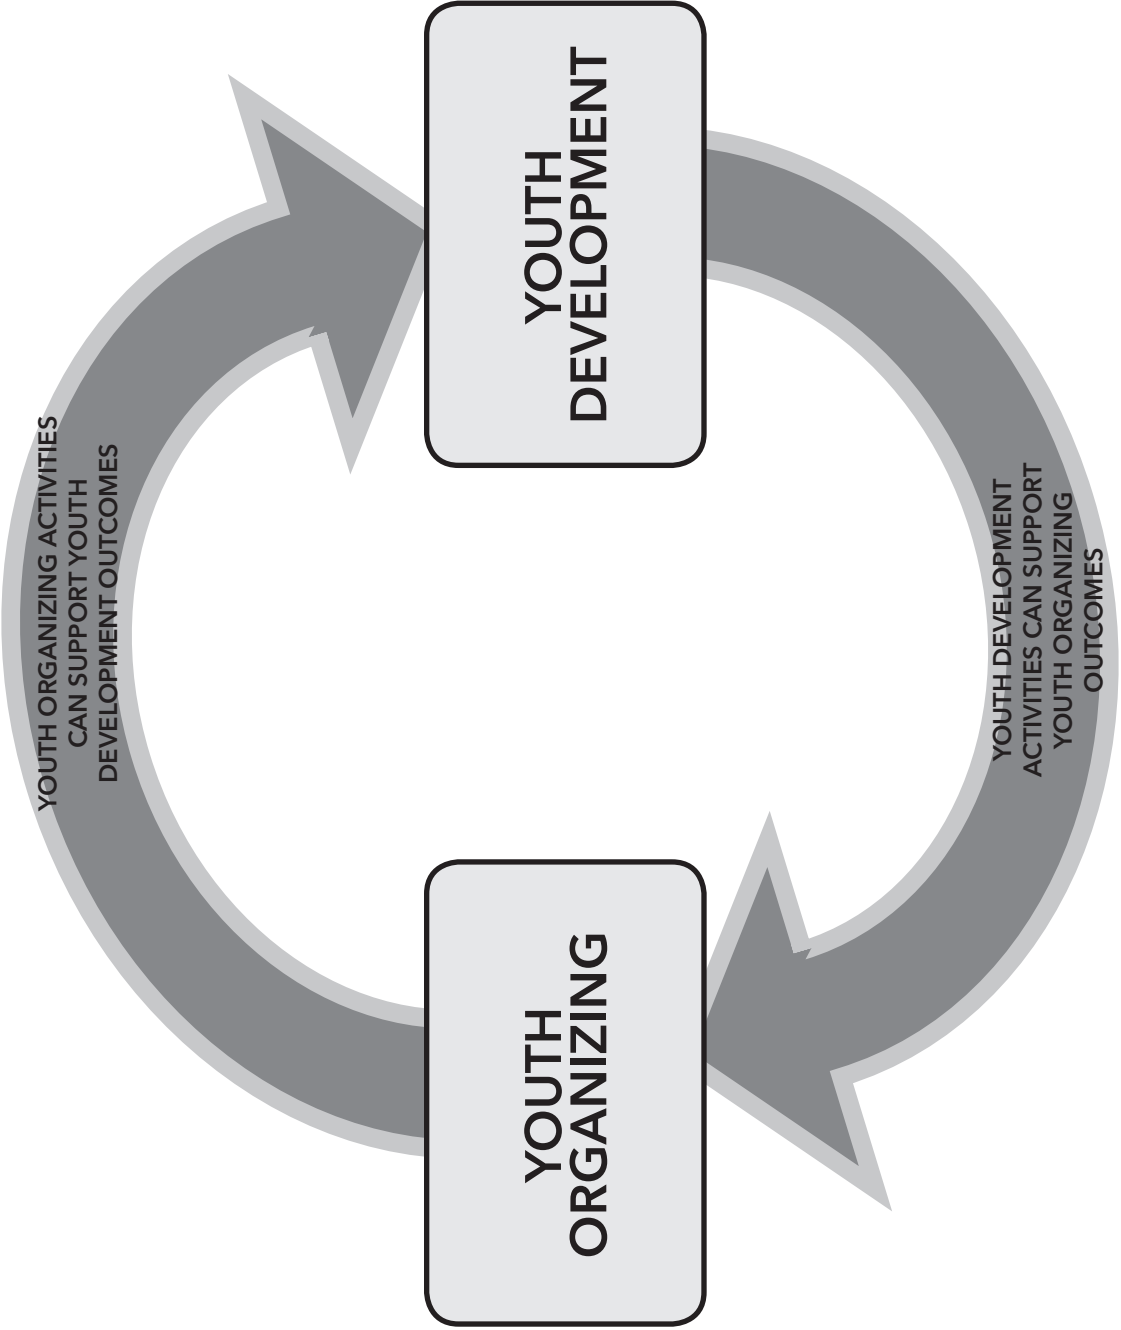 YOUTH ORGANIZING ACTIVITIES
CAN SUPPORT YOUTH
DEVELOPMENT OUTCOMES
YOUTH
ORGANIZING
YOUTH
DEVELOPMENT
YOUTH DEVELOPMENT
ACTIVITIES CAN SUPPORT
YOUTH ORGANIZING
OUTCOMES